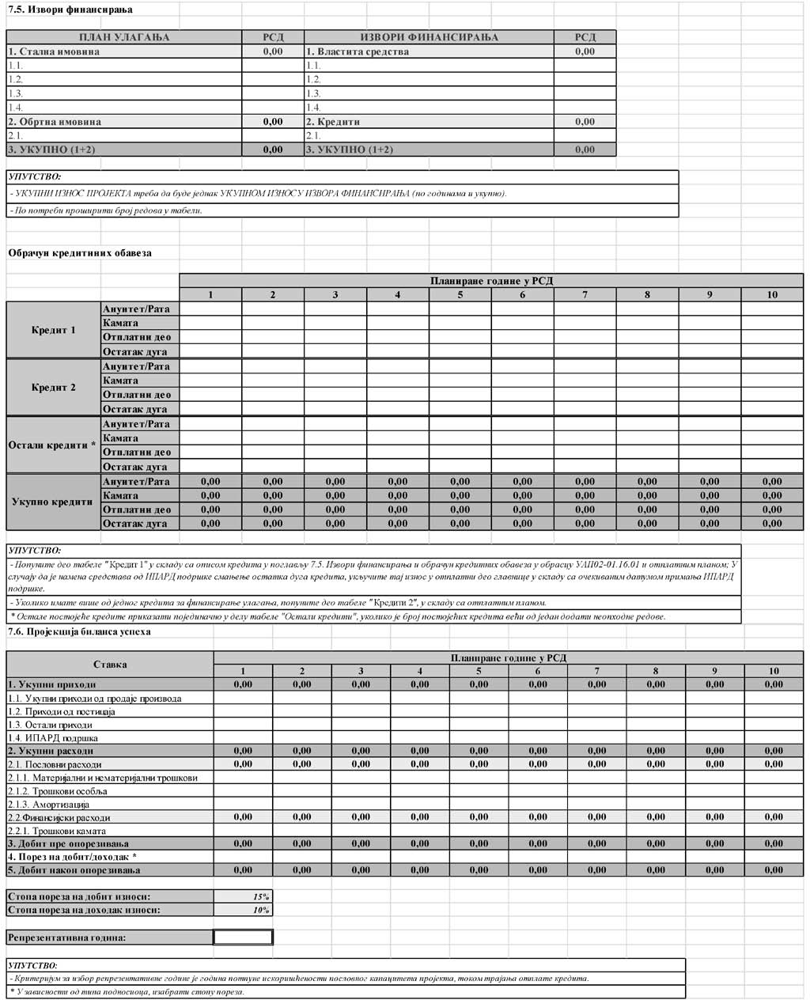 7.5. Извори финансирања
ПЛАН УЛАГАЊА РСД ИЗВОРИ ФИНАНСИРАЊА РСД
1. Стална имовина 0,00 1. Властита средства 0,00
1.1. 1.1.
1.2. 1.2.
1.3. 1.3.
1.4. 1.4.
2. Обртна имовина 0,00 2. Кредити 0,00
2.1. 2.1.
3. УКУПНО (1+2) 0,00 3. УКУПНО (1+2) 0,00
УПУТСТВО:
- УКУПНИ ИЗНОС ПРОЈЕКТА треба да буде једнак УКУПНОМ ИЗНОСУ ИЗВОРА ФИНАНСИРАЊА (по годинама и укупно).
- По потреби проширити број редова у табели.
Обрачун кредитиних обавеза
Планиране године у РСД
1 2 3 4 5 6 7 8 9 10
Кредит 1
Ануитет/Рата
Камата
Отплатни део
Остатак дуга
Кредит 2
Ануитет/Рата
Камата
Отплатни део
Остатак дуга
Остали кредити *
Ануитет/Рата
Камата
Отплатни део
Остатак дуга
Укупно кредити
Ануитет/Рата 0,00 0,00 0,00 0,00 0,00 0,00 0,00 0,00 0,00 0,00
Камата 0,00 0,00 0,00 0,00 0,00 0,00 0,00 0,00 0,00 0,00
Отплатни део 0,00 0,00 0,00 0,00 0,00 0,00 0,00 0,00 0,00 0,00
Остатак дуга 0,00 0,00 0,00 0,00 0,00 0,00 0,00 0,00 0,00 0,00
УПУТСТВО:
- Попуните део табеле "Кредит 1" у складу са описом кредита у поглављу 7.5. Извори финансирања и обрачун кредитних обавеза у обрасцу УАП02-01.16.01 и отплатним планом; У
случају да је намена средстава од ИПАРД подршке смањење остатка дуга кредита, укључите тај износ у отплатни део главнице у складу са очекиваним датумом примања ИПАРД
подршке.
- Уколико имате више од једног кредита за финансирање улагања, попуните део табеле "Кредити 2", у складу са отплатним планом.
* Остале постојеће кредите приказати појединачно у делу табеле "Остали кредити", уколико је број постојећих кредита већи од један додати неопходне редове.
7.6. Пројекција биланса успеха
Ставка Планиране године у РСД
1 2 3 4 5 6 7 8 9 10
1. Укупни приходи 0,00 0,00 0,00 0,00 0,00 0,00 0,00 0,00 0,00 0,00
1.1. Укупни приходи од продаје производа
1.2. Приходи од постицаја
1.3. Остали приходи
1.4. ИПАРД подршка
2. Укупни расходи 0,00 0,00 0,00 0,00 0,00 0,00 0,00 0,00 0,00 0,00
2.1. Пословни расходи 0,00 0,00 0,00 0,00 0,00 0,00 0,00 0,00 0,00 0,00
2.1.1. Материјални и нематеријални трошкови
2.1.2. Трошкови особља
2.1.3. Амортизација
2.2.Финансијски расходи 0,00 0,00 0,00 0,00 0,00 0,00 0,00 0,00 0,00 0,00
2.2.1. Трошкови камата
3. Добит пре опорезивања 0,00 0,00 0,00 0,00 0,00 0,00 0,00 0,00 0,00 0,00
4. Порез на добит/доходак *
5. Добит након опорезивања 0,00 0,00 0,00 0,00 0,00 0,00 0,00 0,00 0,00 0,00
Стопа пореза на добит износи: 15%
Стопа пореза на доходак износи: 10%
Репрезентативна година:
УПУТСТВО:
- Критеријум за избор репрезентативне године је година потпуне искоришћености пословног капацитета пројекта, током трајања отплате кредита.
* У зависности од типа подносиоца, изабрати стопу пореза.